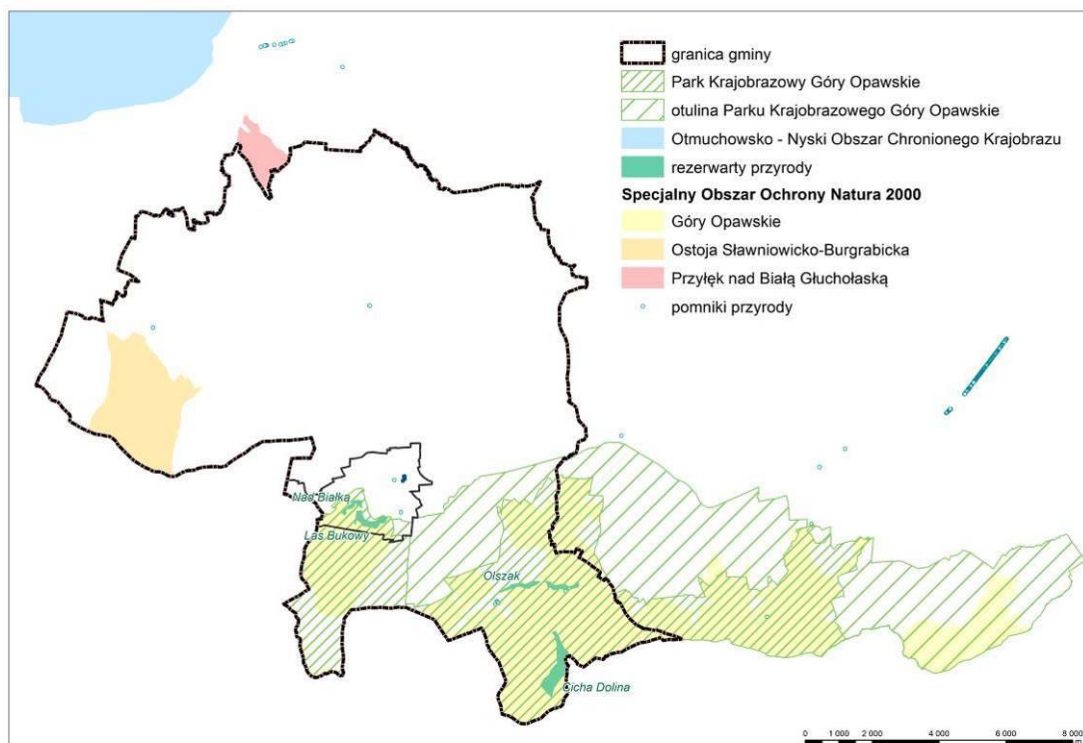 granica gminy
Park Krajobrazowy Góry Opawskie
otulina Parku Krajobrazowego Góry Opawskie
Otmuchowsko - Nyski Obszar Chronionego Krajobrazu
rezerwarty przyrody
Specjalny Obszar Ochrony Natura 2000
Góry Opawskie
Ostoja Sławniowicko-Burgrabicka
Przyłęk nad Białą Głuchołaską
pomniki przyrody
Nad Białką
Las Bukowy
Olszak
Cicha Dolina
0 1 000 2 000 4 000 6 000 8 000
m